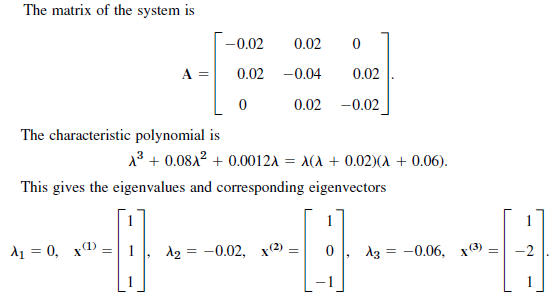 The matrix of the system is
A = [ −0.02 0.02 0
0.02 −0.04 0.02
0 0.02 −0.02 ].
The characteristic polynomial is
λ³ + 0.08λ² + 0.0012λ = λ(λ + 0.02)(λ + 0.06).
This gives the eigenvalues and corresponding eigenvectors
λ₁ = 0, x⁽¹⁾ = [1 1 1], λ₂ = −0.02, x⁽²⁾ = [1 0 −1], λ₃ = −0.06, x⁽³⁾ = [1 −2 1].